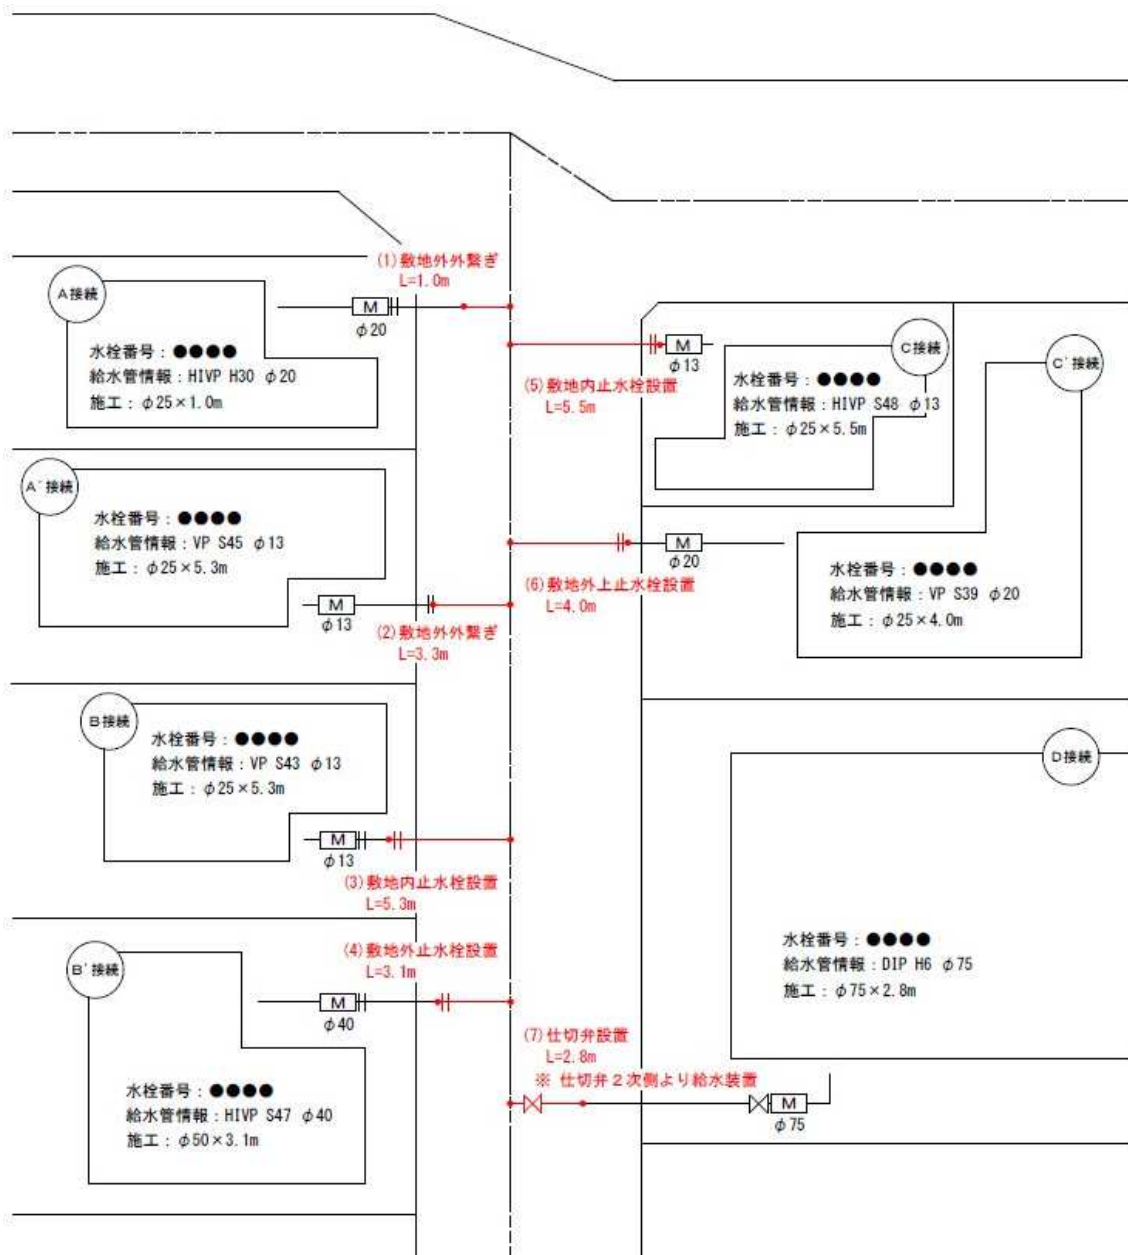 (1)敷地外外繋ぎ
L=1.0m
A接続
M
φ20
水栓番号：●●●●
給水管情報：HIVP H30 φ20
施工：φ25×1.0m
A'接続
水栓番号：●●●●
給水管情報：VP S45 φ13
施工：φ25×5.3m
M
φ13
(2)敷地外外繋ぎ
L=3.3m
B接続
水栓番号：●●●●
給水管情報：VP S43 φ13
施工：φ25×5.3m
M
φ13
(3)敷地内止水栓設置
L=5.3m
(4)敷地外止水栓設置
L=3.1m
B'接続
M
φ40
水栓番号：●●●●
給水管情報：HIVP S47 φ40
施工：φ50×3.1m
M
φ13
(5)敷地内止水栓設置
L=5.5m
C接続
水栓番号：●●●●
給水管情報：HIVP S48 φ13
施工：φ25×5.5m
C'接続
M
φ20
(6)敷地外上止水栓設置
L=4.0m
水栓番号：●●●●
給水管情報：VP S39 φ20
施工：φ25×4.0m
D接続
水栓番号：●●●●
給水管情報：DIP H6 φ75
施工：φ75×2.8m
(7)仕切弁設置
L=2.8m
※ 仕切弁２次側より給水装置
M
φ75